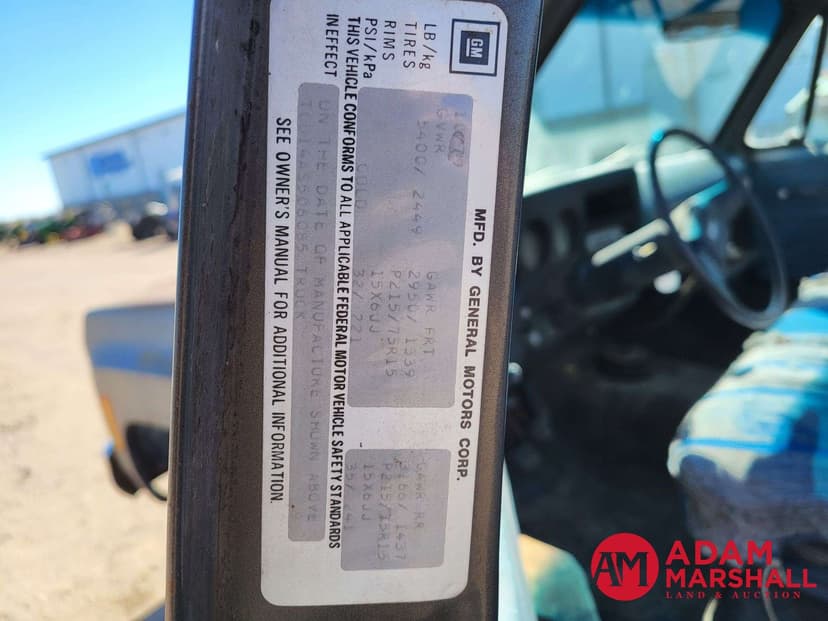 GM
MFD. BY GENERAL MOTORS CORP.
GVWR GAWR FRT GAWR RR
LB/kg 5400/ 2449 2950/ 1339 1437
TIRES P215/75R15 P215/75R15
RIMS 15X6JJ 15X6JJ
PSI/kPa COLD 32/ 221 35/
THIS VEHICLE CONFORMS TO ALL APPLICABLE FEDERAL MOTOR VEHICLE SAFETY STANDARDS
IN EFFECT ON THE DATE OF MANUFACTURE SHOWN ABOVE
TRUCK
SEE OWNER'S MANUAL FOR ADDITIONAL INFORMATION.
AM
ADAM
MARSHALL
LAND & AUCTION